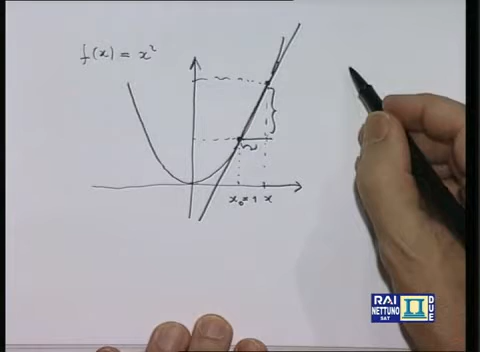 f(x) = x²
x₀=1 x
RAI
NETTUNO
SAT
DUE